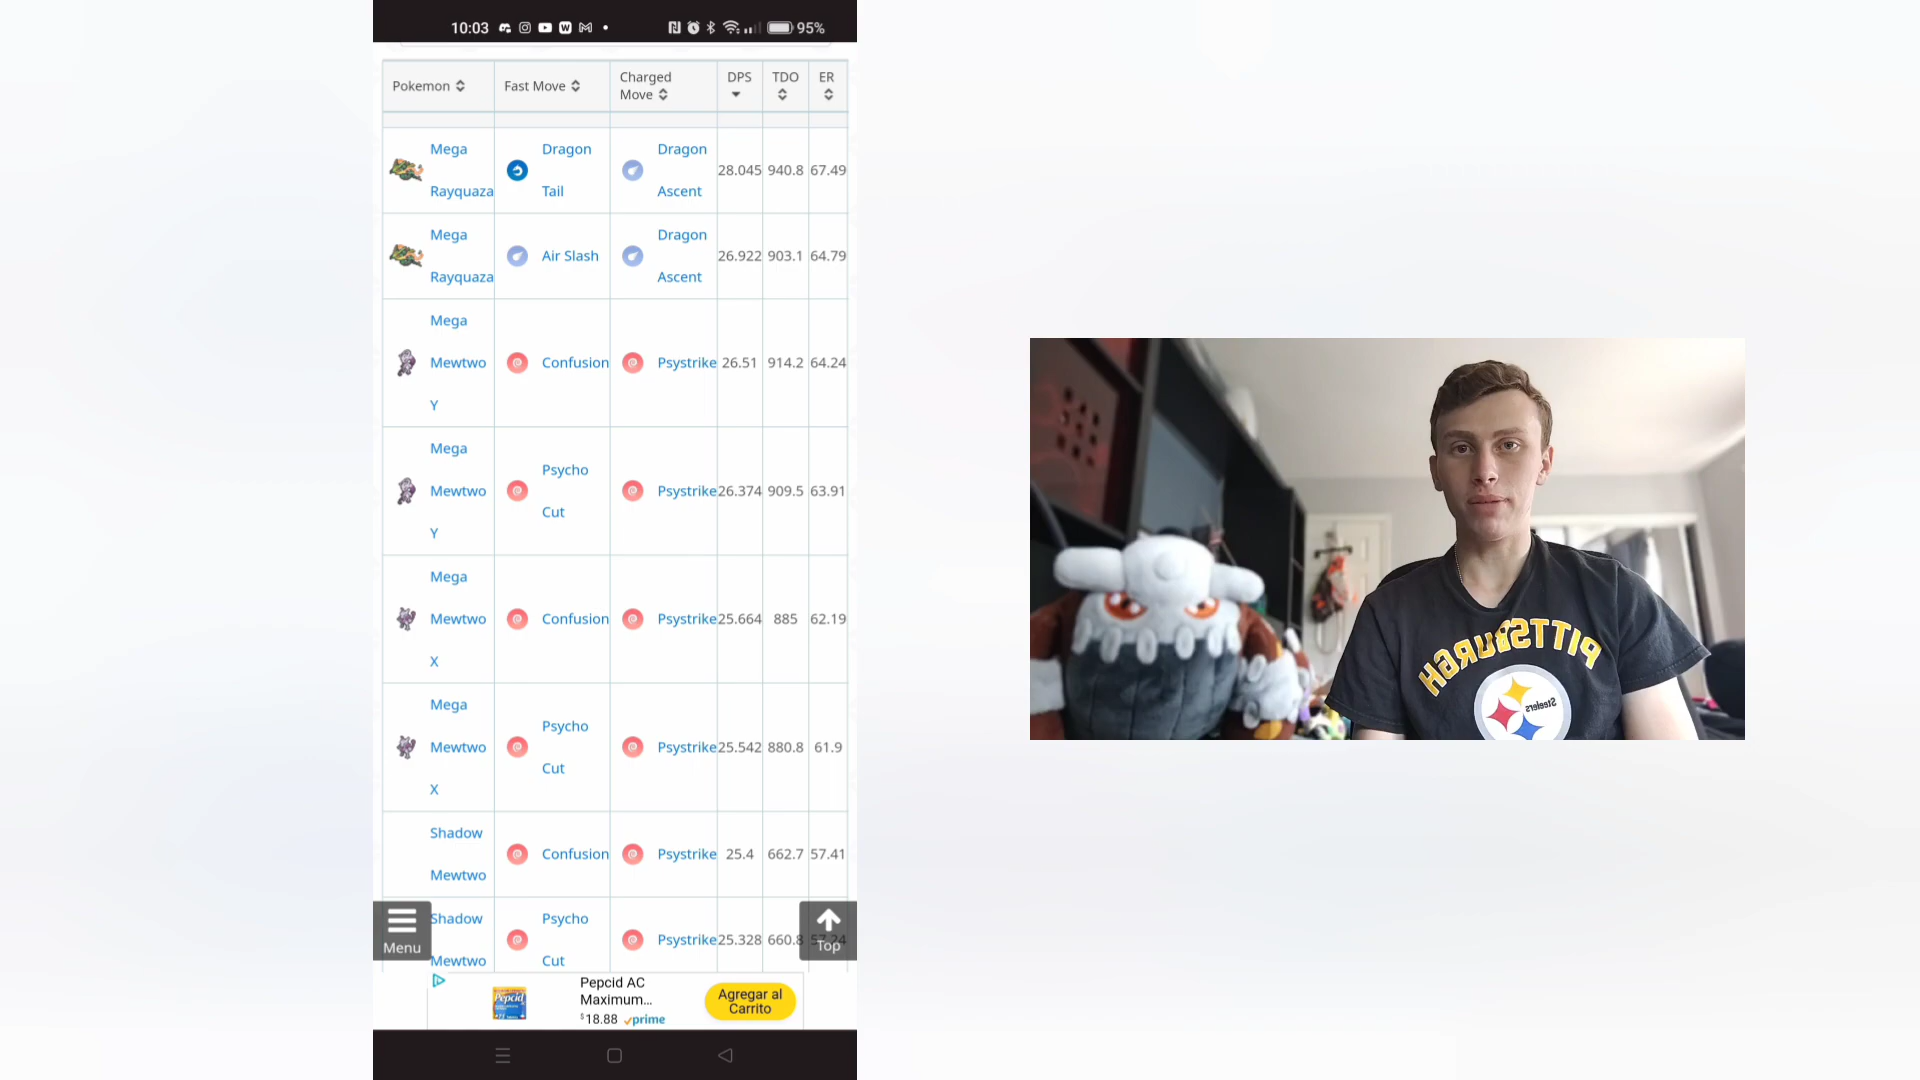 10:03
95%
Pokemon
Fast Move
Charged
Move
DPS
TDO
ER
Mega
Rayquaza
Dragon
Tail
Dragon
Ascent
28.045
940.8
67.49
Mega
Rayquaza
Air Slash
Dragon
Ascent
26.922
903.1
64.79
Mega
Mewtwo
Y
Confusion
Psystrike
26.51
914.2
64.24
Mega
Mewtwo
Y
Psycho
Cut
Psystrike
26.374
909.5
63.91
Mega
Mewtwo
X
Confusion
Psystrike
25.664
885
62.19
Mega
Mewtwo
X
Psycho
Cut
Psystrike
25.542
880.8
61.9
Shadow
Mewtwo
Confusion
Psystrike
25.4
662.7
57.41
Shadow
Mewtwo
Psycho
Cut
Psystrike
25.328
660.8
57.24
Menu
Top
Pepcid
Pepcid AC
Maximum...
$18.88 prime
Agregar al
Carrito
PITTSBURGH
Steelers